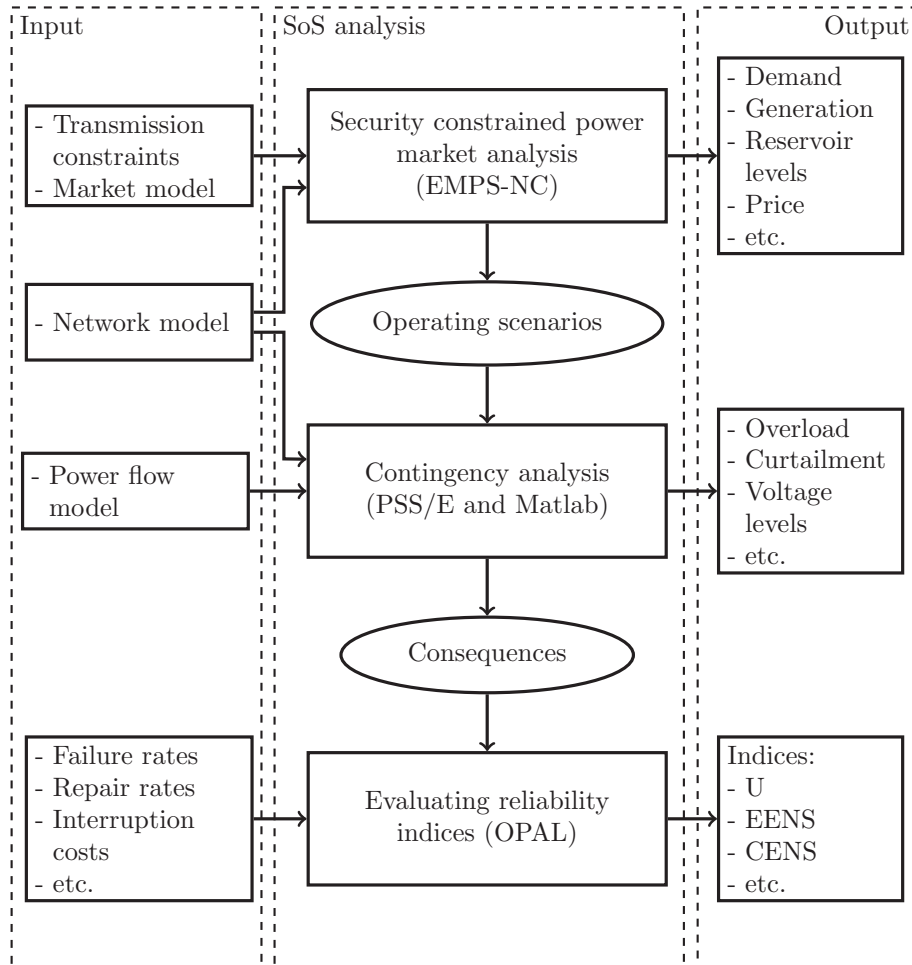 Input
SoS analysis
Output
- Transmission
constraints
- Market model
Security constrained power
market analysis
(EMPS-NC)
- Demand
- Generation
- Reservoir
levels
- Price
- etc.
- Network model
Operating scenarios
- Power flow
model
Contingency analysis
(PSS/E and Matlab)
- Overload
- Curtailment
- Voltage
levels
- etc.
Consequences
- Failure rates
- Repair rates
- Interruption
costs
- etc.
Evaluating reliability
indices (OPAL)
Indices:
- U
- EENS
- CENS
- etc.